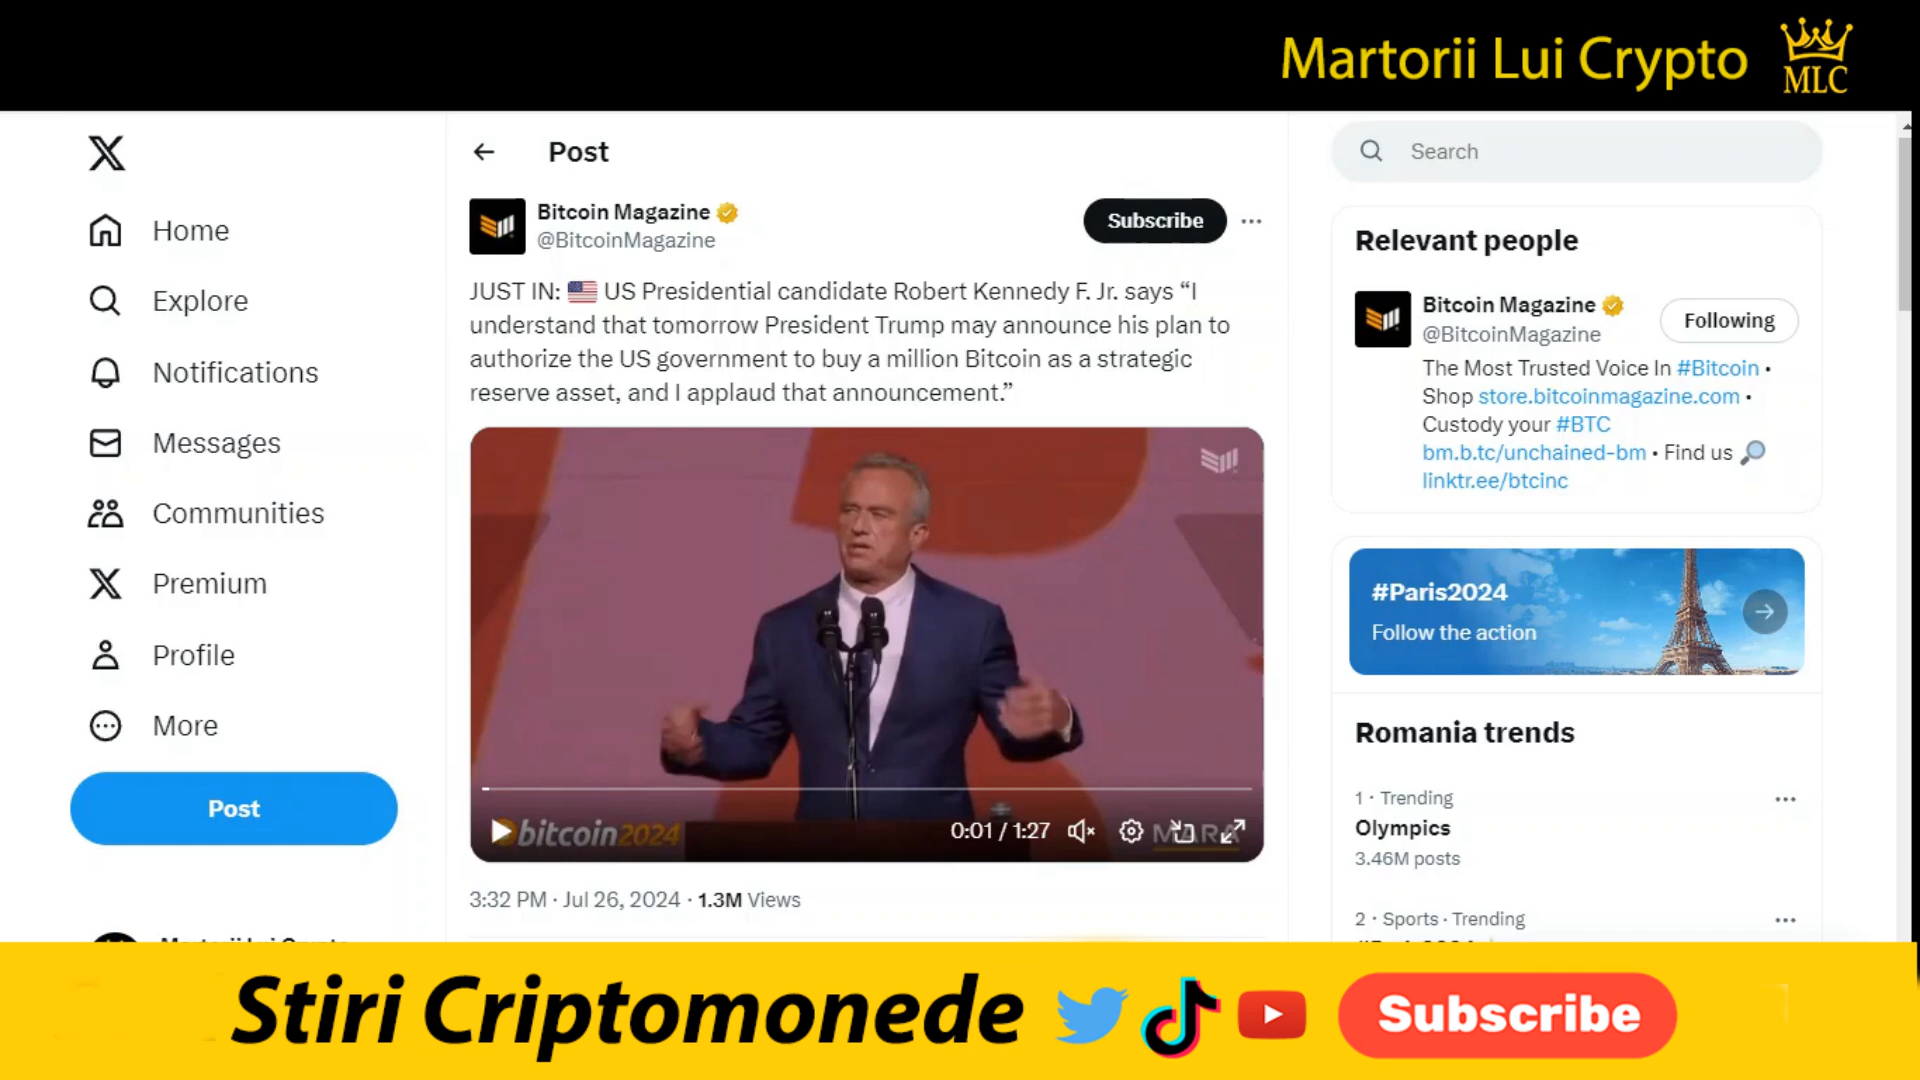 Martorii Lui Crypto
MLC
X
Home
Explore
Notifications
Messages
Communities
Premium
Profile
More
Post
Post
Bitcoin Magazine
@BitcoinMagazine
Subscribe
JUST IN: 🇺🇸 US Presidential candidate Robert Kennedy F. Jr. says “I
understand that tomorrow President Trump may announce his plan to
authorize the US government to buy a million Bitcoin as a strategic
reserve asset, and I applaud that announcement.”
bitcoin2024
0:01 / 1:27
MARA
3:32 PM · Jul 26, 2024 · 1.3M Views
Search
Relevant people
Bitcoin Magazine
@BitcoinMagazine
Following
The Most Trusted Voice In #Bitcoin •
Shop store.bitcoinmagazine.com •
Custody your #BTC
bm.b.tc/unchained-bm • Find us 🔎
linktr.ee/btcinc
#Paris2024
Follow the action
Romania trends
1 · Trending
Olympics
3.46M posts
2 · Sports · Trending
Stiri Criptomonede
Subscribe